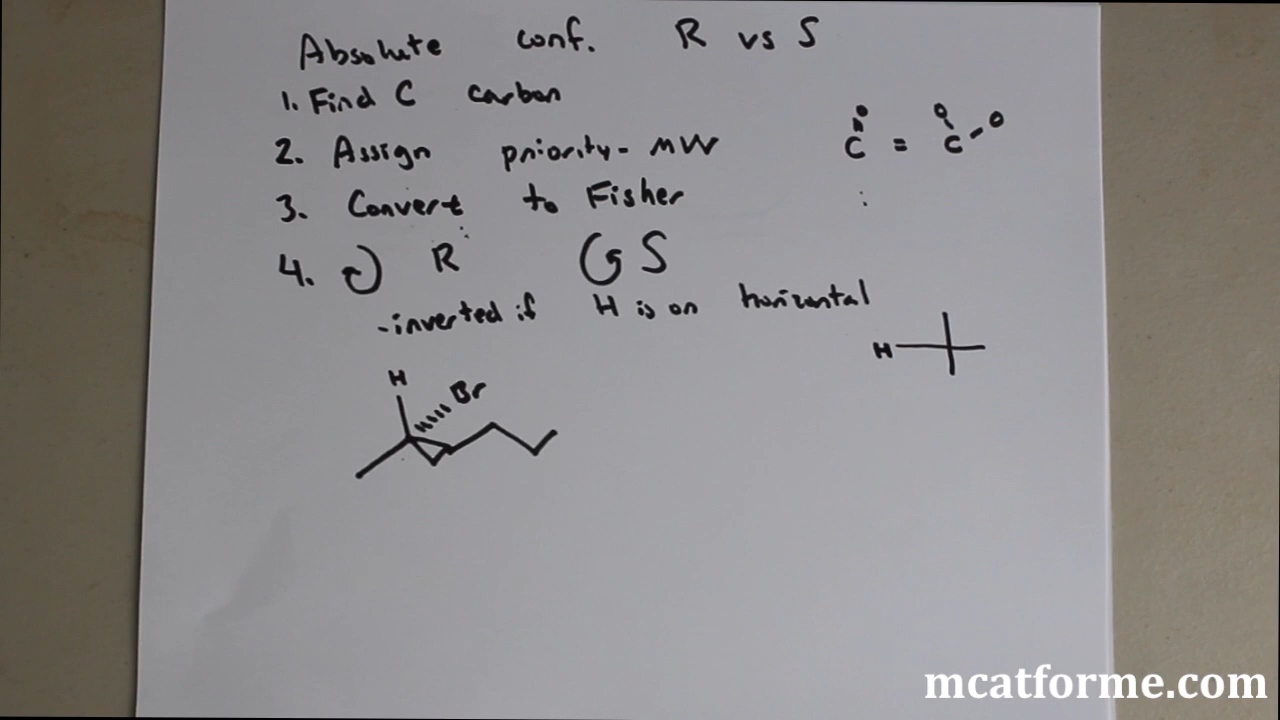 Absolute conf. R vs S
1. Find C carbon
2. Assign priority - MW
3. Convert to Fisher
4. R S
- inverted if H is on horizontal
C = C
H
H Br
mcatforme.com